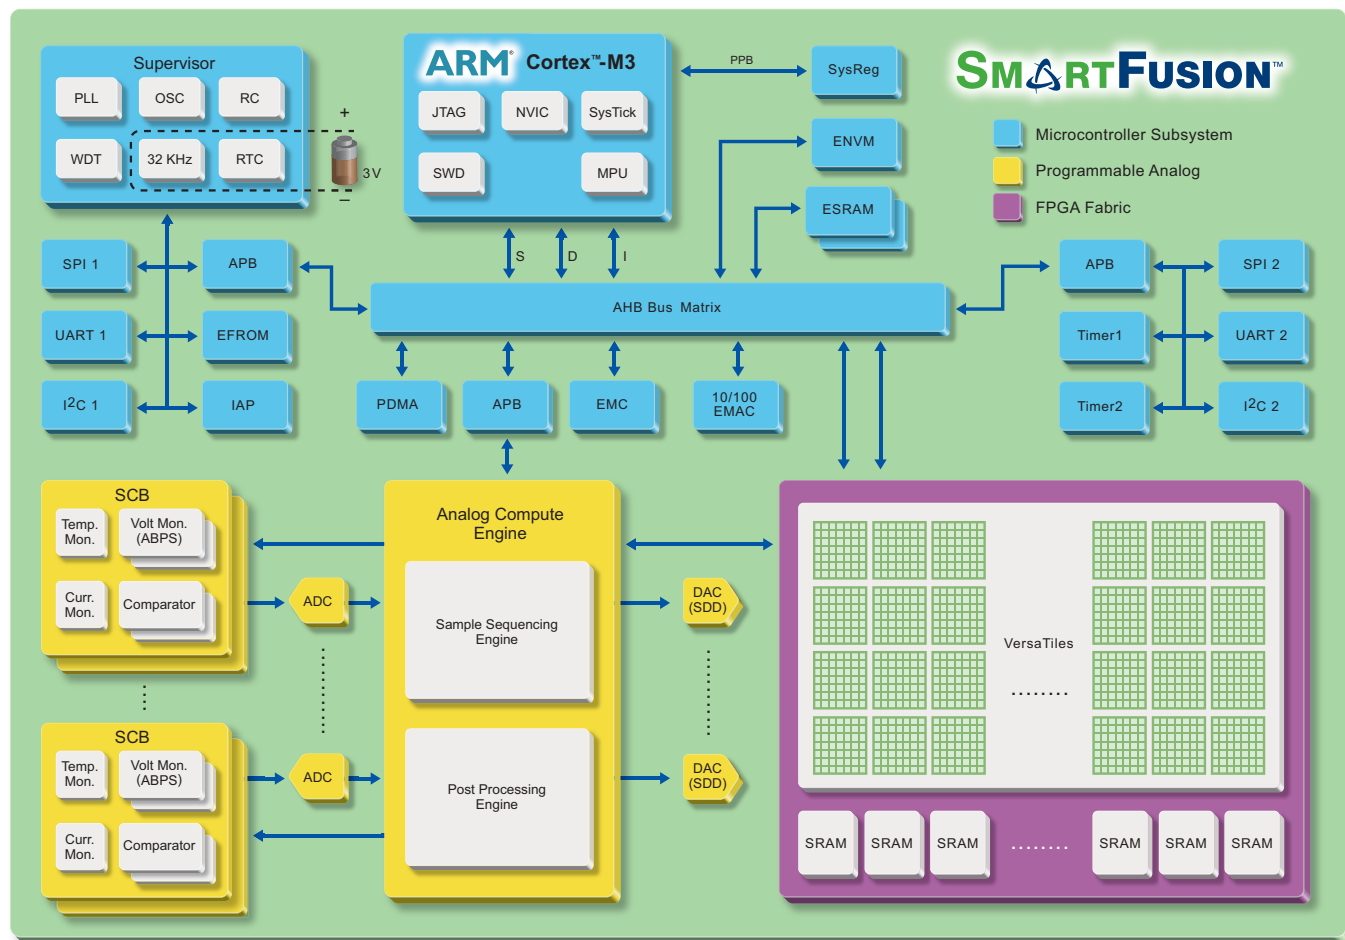 Supervisor
PLL
OSC
RC
WDT
32 KHz
RTC
+
3V
–
ARM® Cortex™-M3
JTAG
NVIC
SysTick
SWD
MPU
PPB
SysReg
ENVM
ESRAM
SMARTFUSION™
Microcontroller Subsystem
Programmable Analog
FPGA Fabric
S
D
I
SPI 1
APB
UART 1
EFROM
I²C 1
IAP
AHB Bus Matrix
APB
SPI 2
Timer1
UART 2
Timer2
I²C 2
PDMA
APB
EMC
10/100
EMAC
SCB
Temp.
Mon.
Volt Mon.
(ABPS)
Curr.
Mon.
Comparator
ADC
Analog Compute
Engine
Sample Sequencing
Engine
Post Processing
Engine
DAC
(SDD)
SCB
Temp.
Mon.
Volt Mon.
(ABPS)
Curr.
Mon.
Comparator
ADC
DAC
(SDD)
VersaTiles
........
SRAM
SRAM
SRAM
........
SRAM
SRAM
SRAM